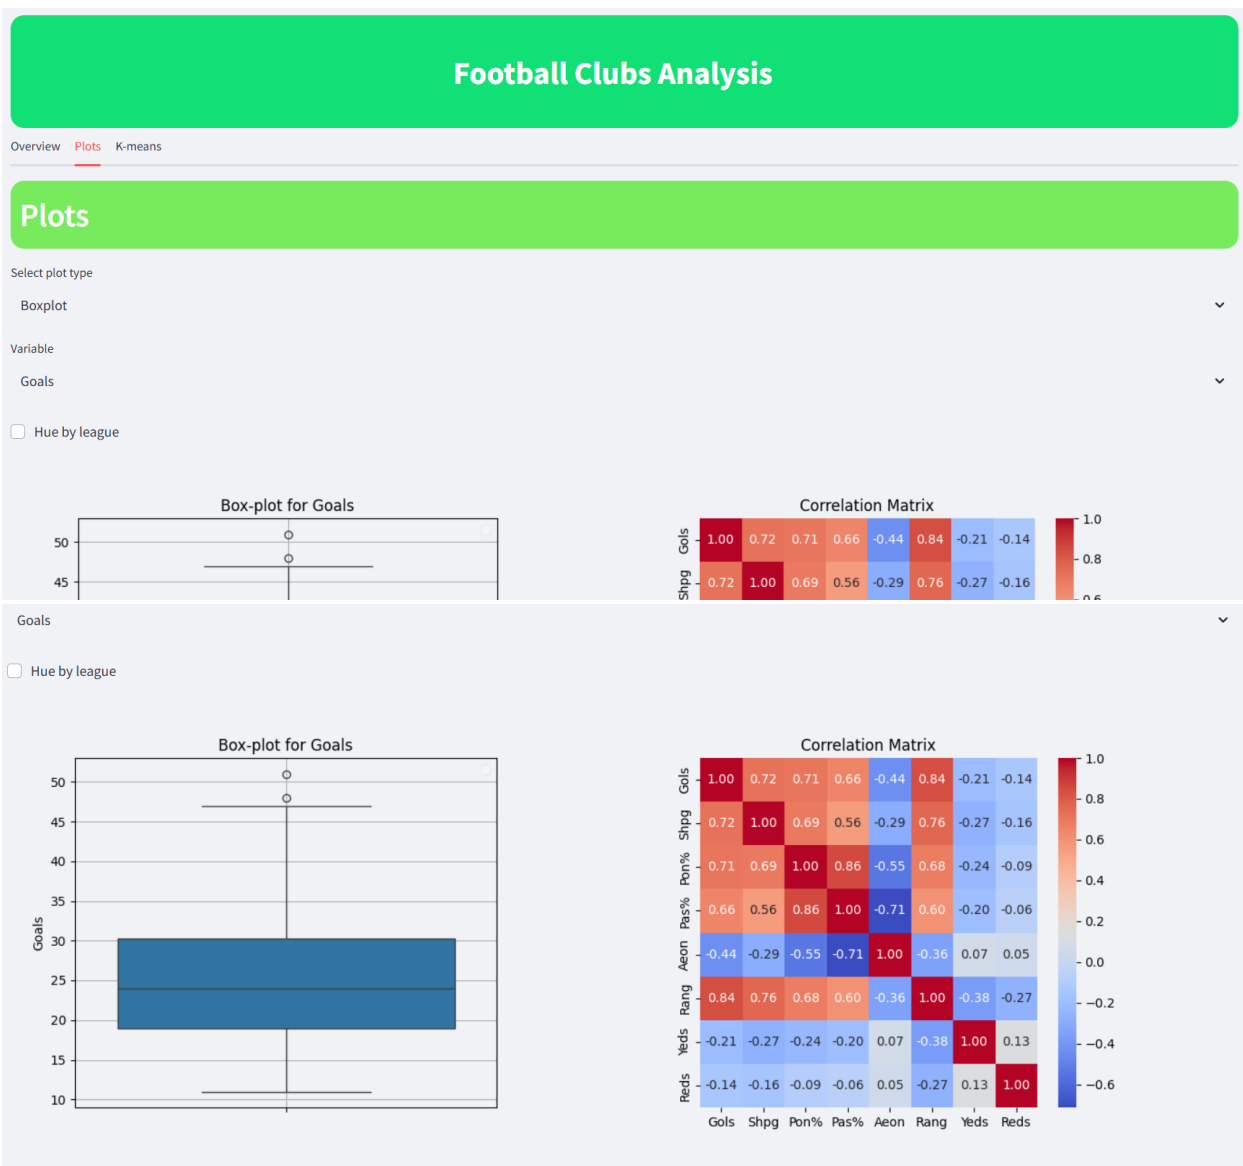 Football Clubs Analysis
Overview Plots K-means
Plots
Select plot type
Boxplot
Variable
Goals
Hue by league
Box-plot for Goals
50
45
Correlation Matrix
Gols 1.00 0.72 0.71 0.66 -0.44 0.84 -0.21 -0.14
Shpg 0.72 1.00 0.69 0.56 -0.29 0.76 -0.27 -0.16
1.0
0.8
0.6
Goals
Hue by league
Box-plot for Goals
50
45
40
35
30
25
20
15
10
Goals
Correlation Matrix
Gols 1.00 0.72 0.71 0.66 -0.44 0.84 -0.21 -0.14
Shpg 0.72 1.00 0.69 0.56 -0.29 0.76 -0.27 -0.16
Pon% 0.71 0.69 1.00 0.86 -0.55 0.68 -0.24 -0.09
Pas% 0.66 0.56 0.86 1.00 -0.71 0.60 -0.20 -0.06
Aeon -0.44 -0.29 -0.55 -0.71 1.00 -0.36 0.07 0.05
Rang 0.84 0.76 0.68 0.60 -0.36 1.00 -0.38 -0.27
Yeds -0.21 -0.27 -0.24 -0.20 0.07 -0.38 1.00 0.13
Reds -0.14 -0.16 -0.09 -0.06 0.05 -0.27 0.13 1.00
Gols Shpg Pon% Pas% Aeon Rang Yeds Reds
1.0
0.8
0.6
0.4
0.2
0.0
−0.2
−0.4
−0.6